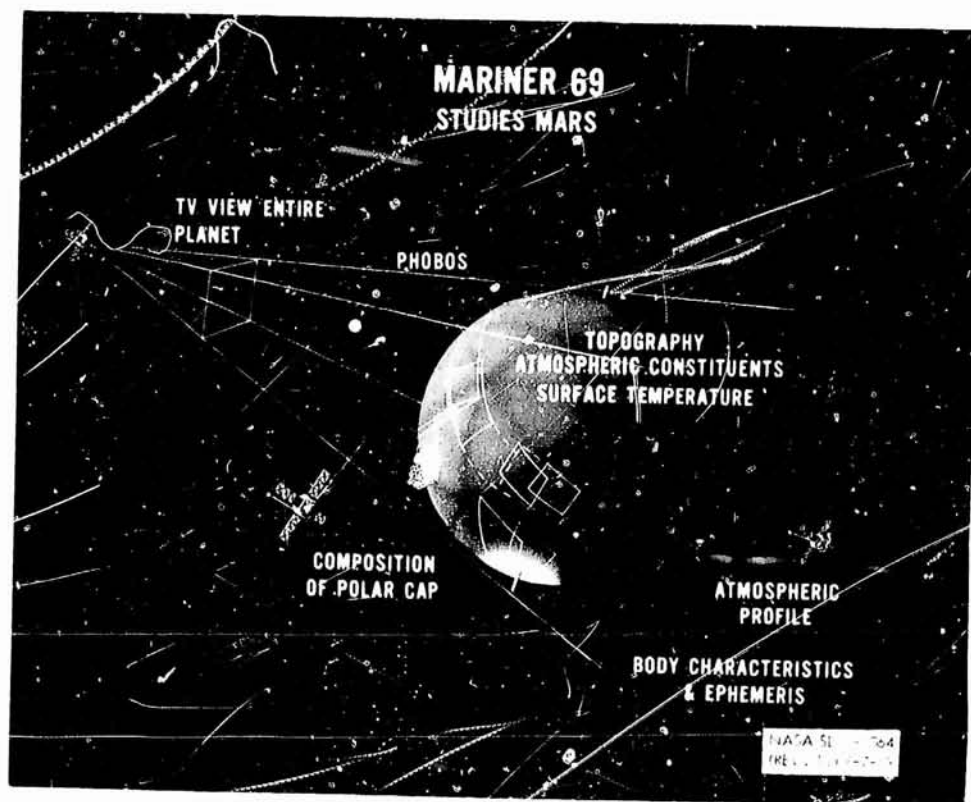 MARINER 69
STUDIES MARS
TV VIEW ENTIRE
PLANET
PHOBOS
TOPOGRAPHY
ATMOSPHERIC CONSTITUENTS
SURFACE TEMPERATURE
COMPOSITION
OF POLAR CAP
ATMOSPHERIC
PROFILE
BODY CHARACTERISTICS
& EPHEMERIS
NASA